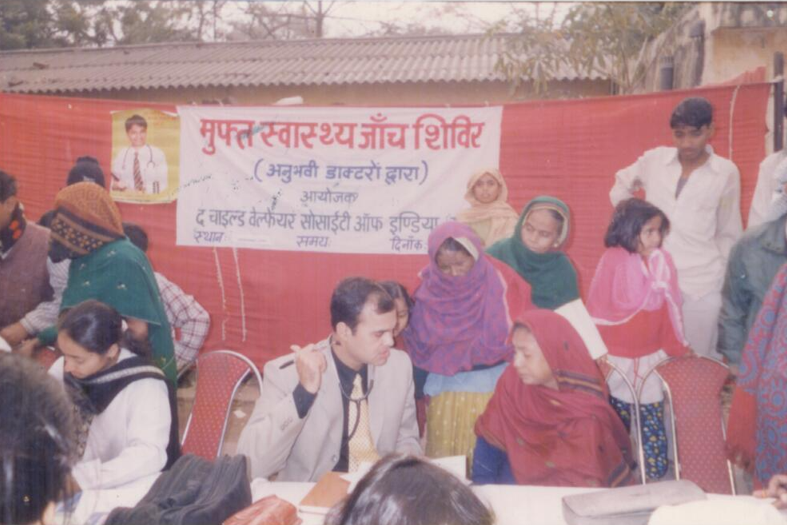 मुफ्त स्वास्थ्य जाँच शिविर
(अनुभवी डाक्टरों द्वारा)
आयोजक
द चाइल्ड वेल्फेयर सोसाईटी ऑफ इण्डिया
स्थान समय दिनाँक